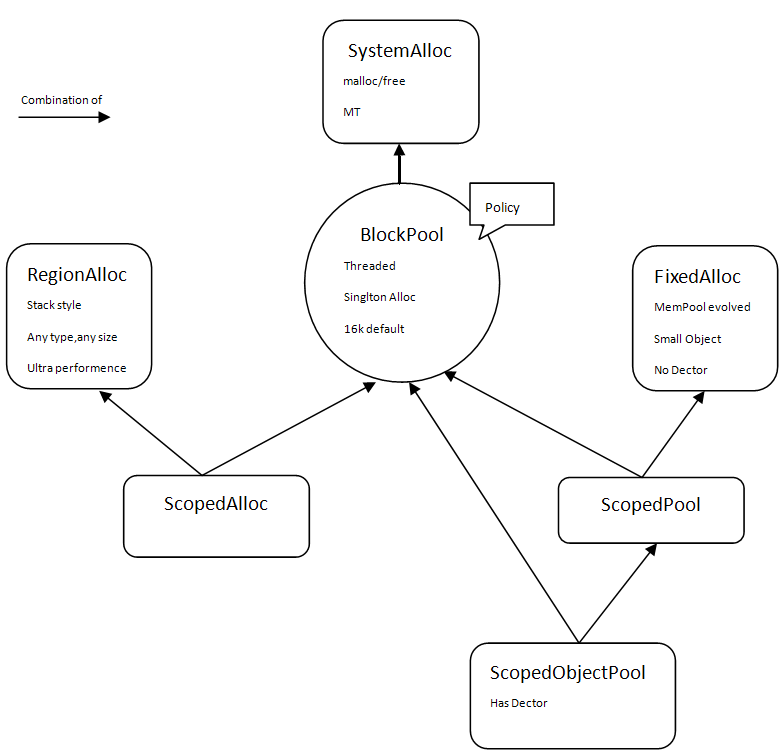 SystemAlloc
malloc/free
MT
Combination of
Policy
BlockPool
Threaded
Singlton Alloc
16k default
RegionAlloc
Stack style
Any type,any size
Ultra performence
FixedAlloc
MemPool evolved
Small Object
No Dector
ScopedAlloc
ScopedPool
ScopedObjectPool
Has Dector